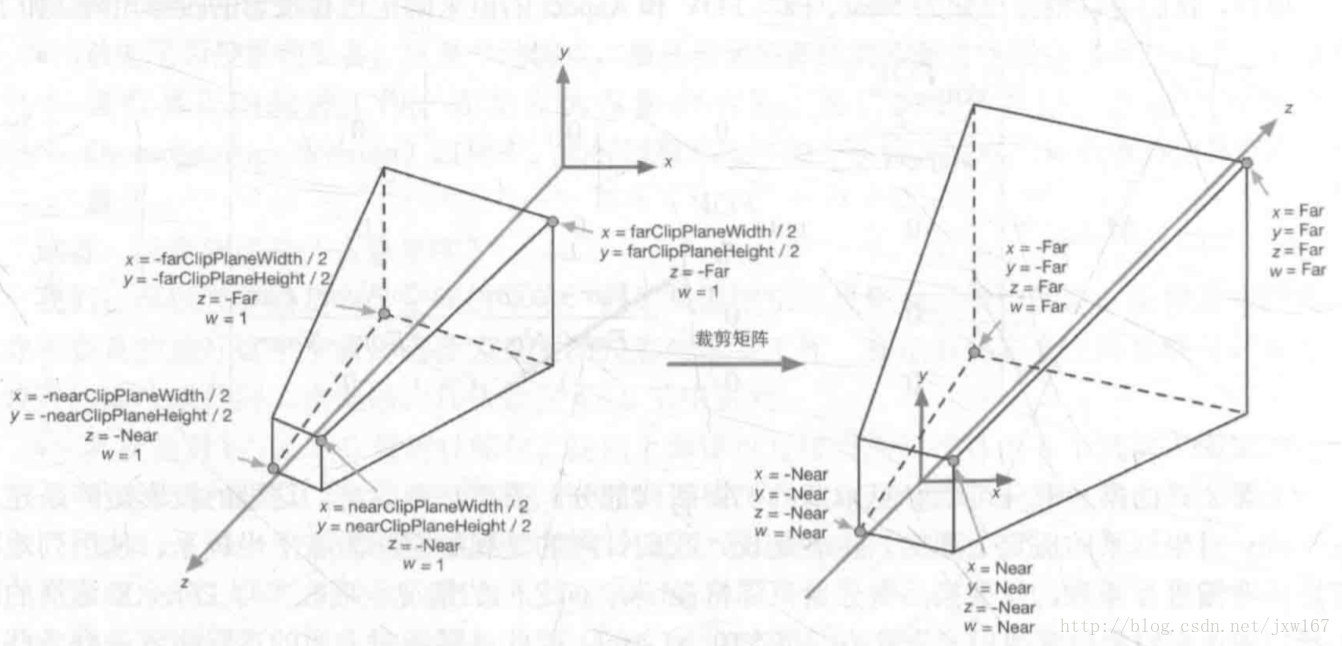 y
x
x = farClipPlaneWidth / 2
y = farClipPlaneHeight / 2
z = -Far
w = 1
x = -farClipPlaneWidth / 2
y = -farClipPlaneHeight / 2
z = -Far
w = 1
x = -nearClipPlaneWidth / 2
y = -nearClipPlaneHeight / 2
z = -Near
w = 1
x = nearClipPlaneWidth / 2
y = nearClipPlaneHeight / 2
z = -Near
w = 1
z
裁剪矩阵
z
x = Far
y = Far
z = Far
w = Far
x = -Far
y = -Far
z = Far
w = Far
y
x = -Near
y = -Near
z = -Near
w = Near
x = Near
y = Near
z = -Near
w = Near
http://blog.csdn.net/jxw167